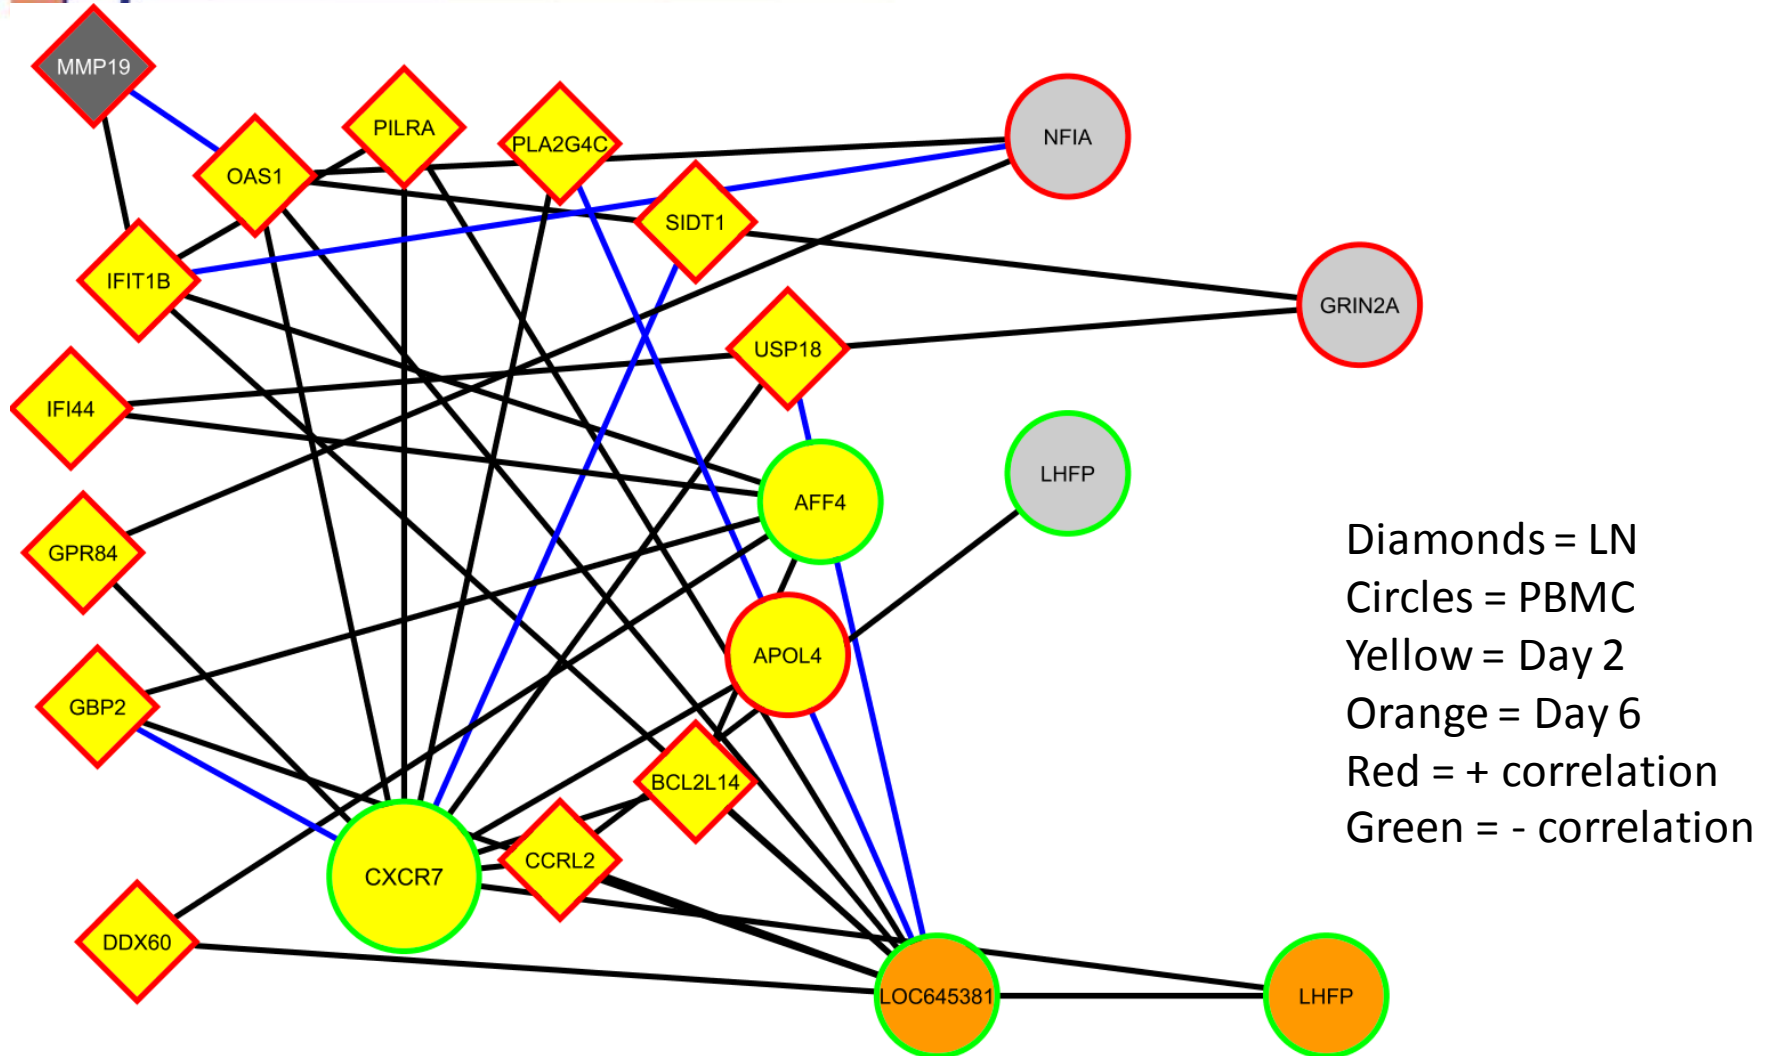 MMP19
PILRA
PLA2G4C
NFIA
OAS1
SIDT1
IFIT1B
GRIN2A
USP18
IFI44
LHFP
AFF4
GPR84
APOL4
GBP2
BCL2L14
CCRL2
CXCR7
DDX60
LOC645381
LHFP
Diamonds = LN
Circles = PBMC
Yellow = Day 2
Orange = Day 6
Red = + correlation
Green = - correlation